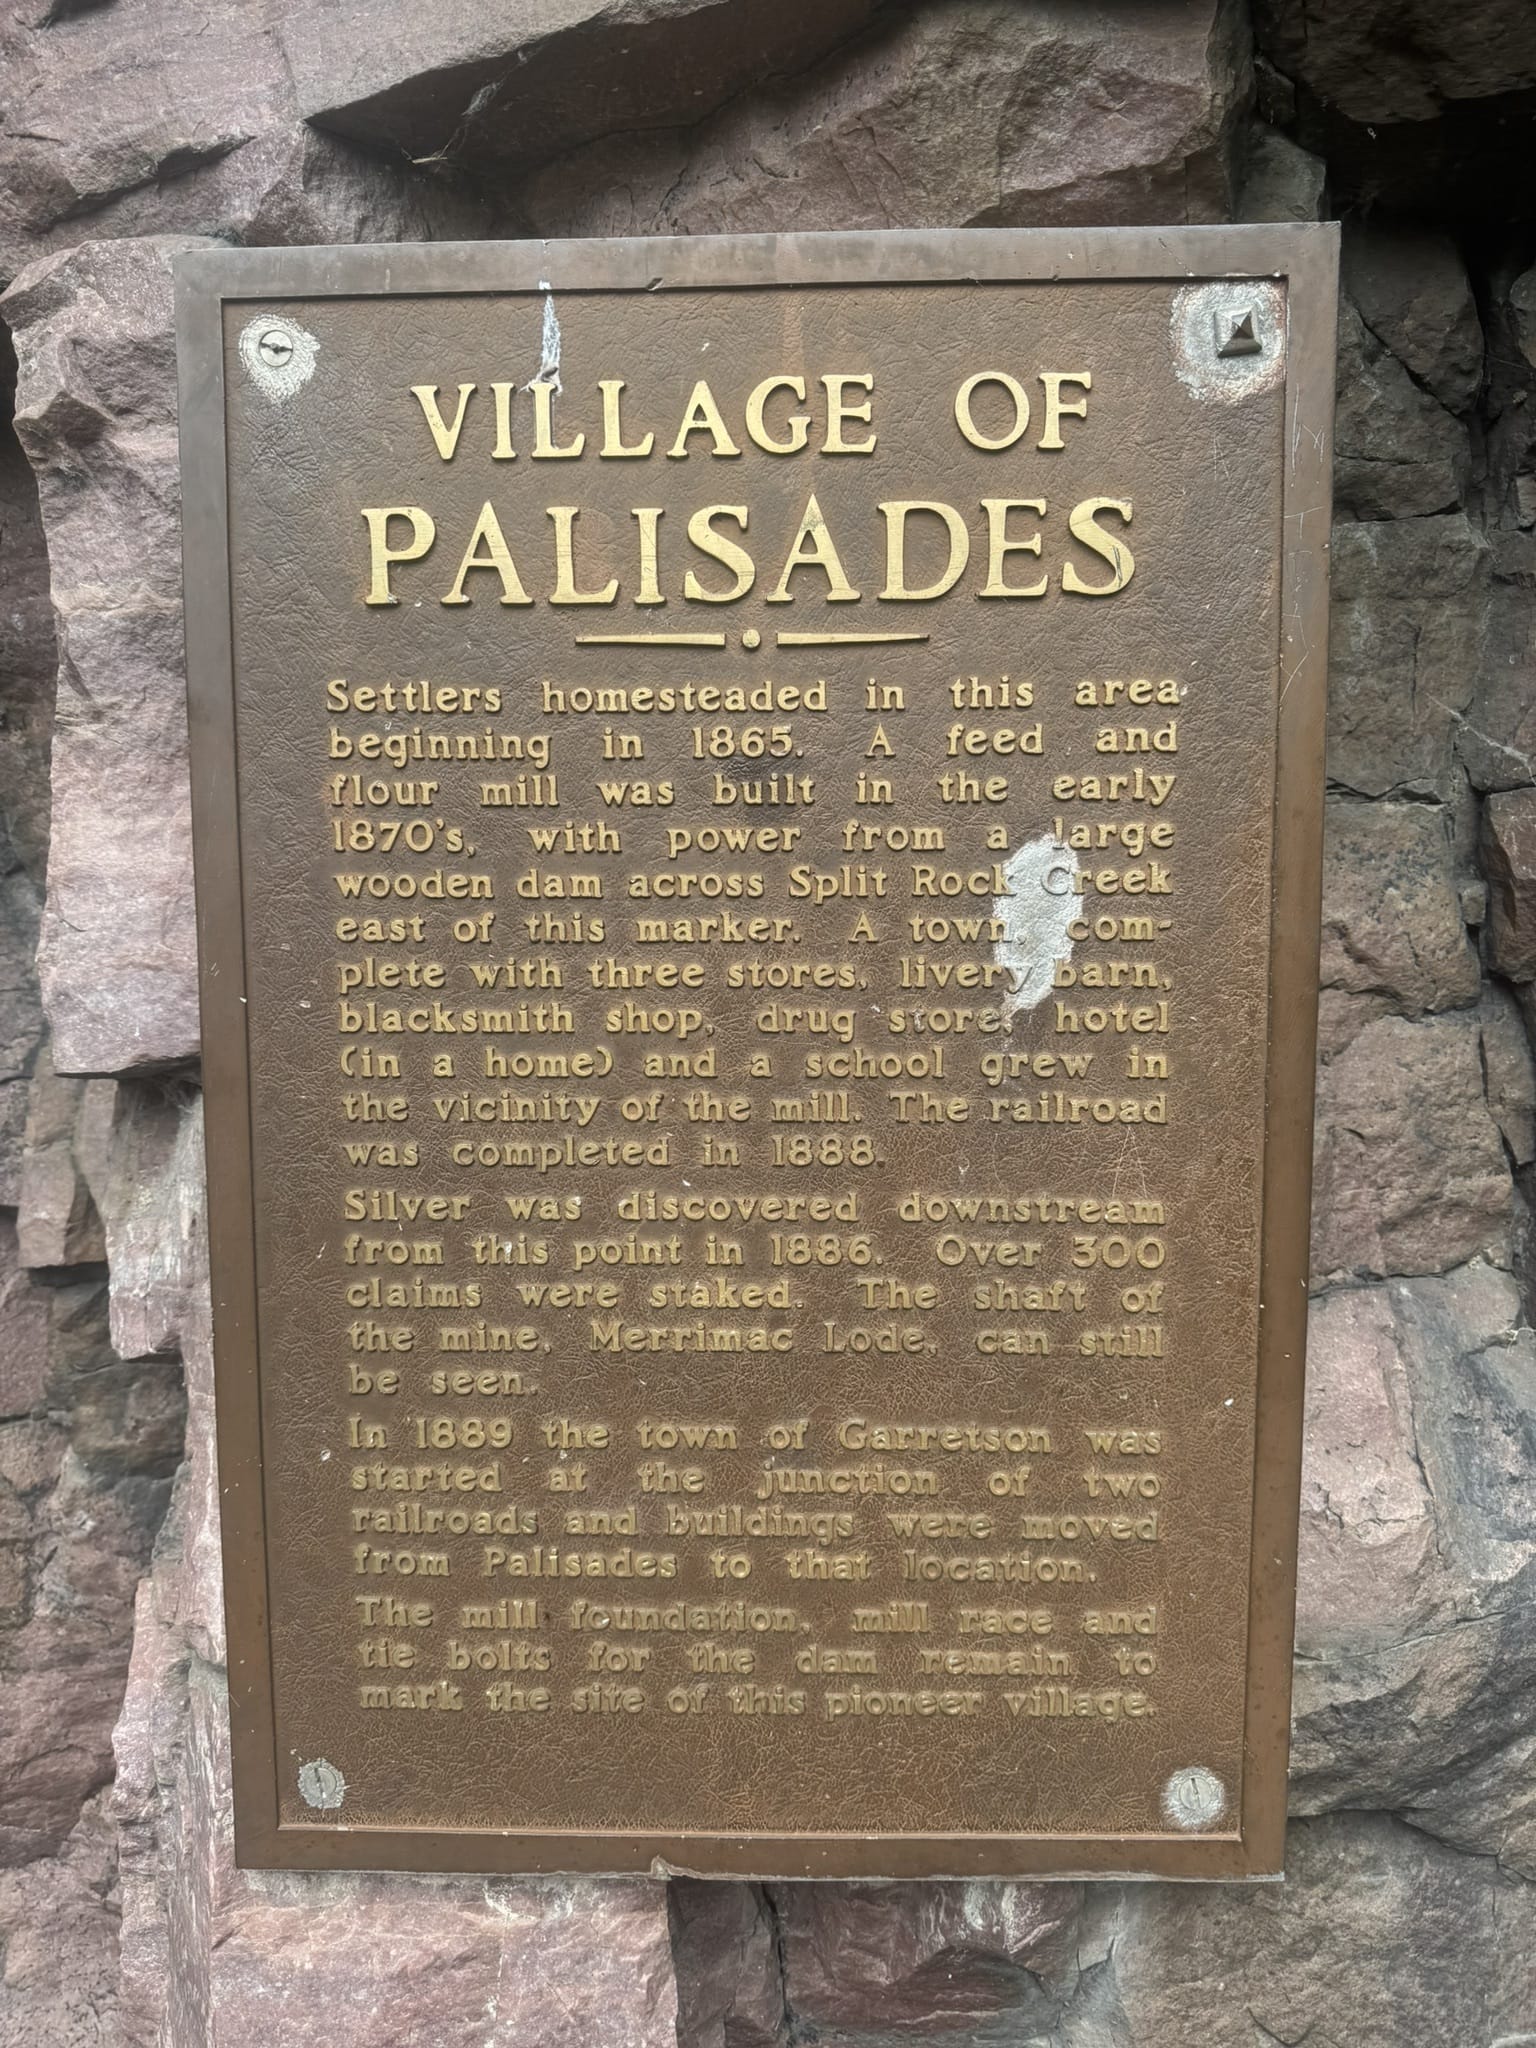 VILLAGE OF
PALISADES
Settlers homesteaded in this area
beginning in 1865. A feed and
flour mill was built in the early
1870's, with power from a large
wooden dam across Split Rock Creek
east of this marker. A town, com-
plete with three stores, livery barn,
blacksmith shop, drug store, hotel
(in a home) and a school grew in
the vicinity of the mill. The railroad
was completed in 1888.
Silver was discovered downstream
from this point in 1886. Over 300
claims were staked. The shaft of
the mine, Merrimac Lode, can still
be seen.
In 1889 the town of Garretson was
started at the junction of two
railroads and buildings were moved
from Palisades to that location.
The mill foundation, mill race and
tie bolts for the dam remain to
mark the site of this pioneer village.